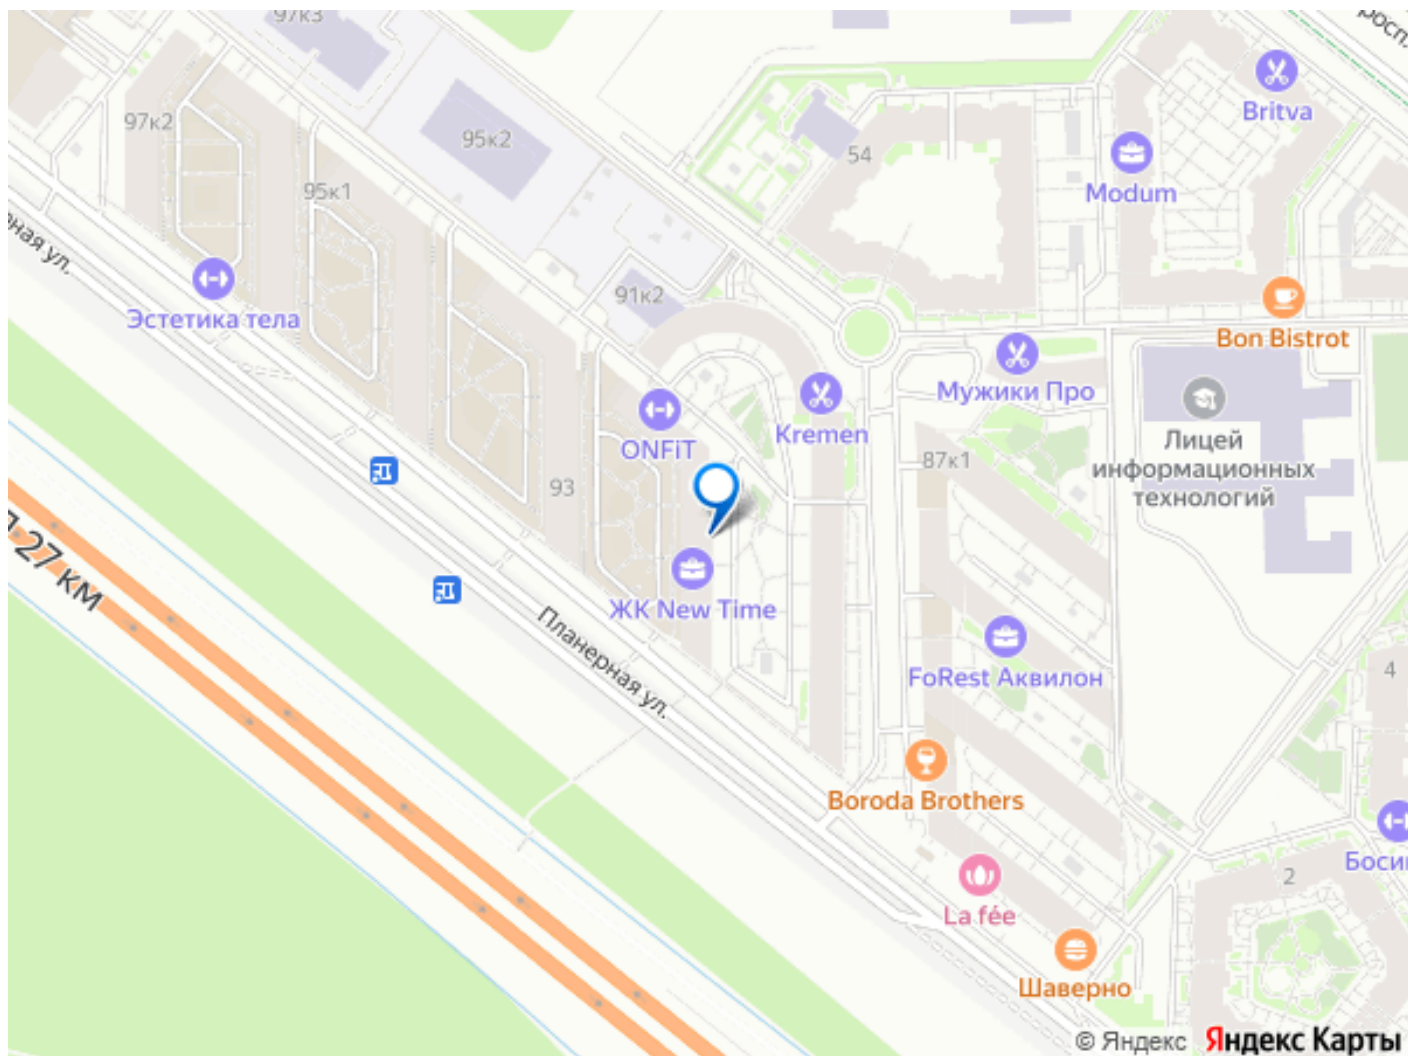 97к3
Britva
97к2
95к2
54
Modum
95к1
ная ул.
Эстетика тела
91к2
Bon Bistrot
Мужики Про
Kremen
ONFIT
Лицей
информационных
технологий
87к1
93
27 км
ЖК New Time
Планерная ул.
FoRest Аквилон
4
Boroda Brothers
La fée
2
Шаверно
© Яндекс Яндекс Карты